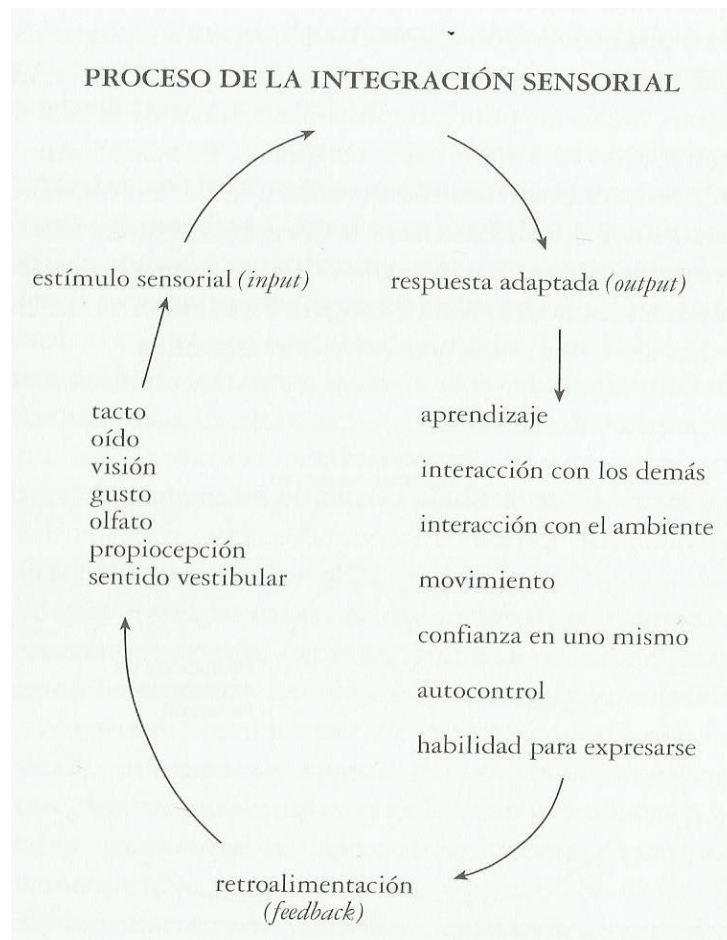 PROCESO DE LA INTEGRACIÓN SENSORIAL
estímulo sensorial (input)
respuesta adaptada (output)
tacto
oído
visión
gusto
olfato
propiocepción
sentido vestibular
aprendizaje
interacción con los demás
interacción con el ambiente
movimiento
confianza en uno mismo
autocontrol
habilidad para expresarse
retroalimentación
(feedback)